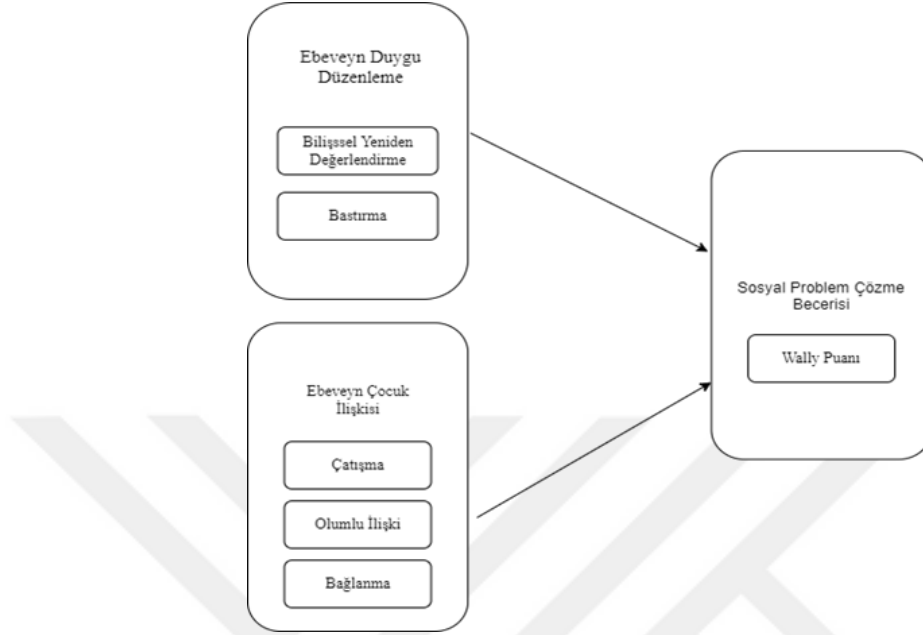 Ebeveyn Duygu
Düzenleme
Bilişssel Yeniden
Değerlendirme
Bastırma
Ebeveyn Çocuk
İlişkisi
Çatışma
Olumlu İlişki
Bağlanma
Sosyal Problem Çözme
Becerisi
Wally Puanı